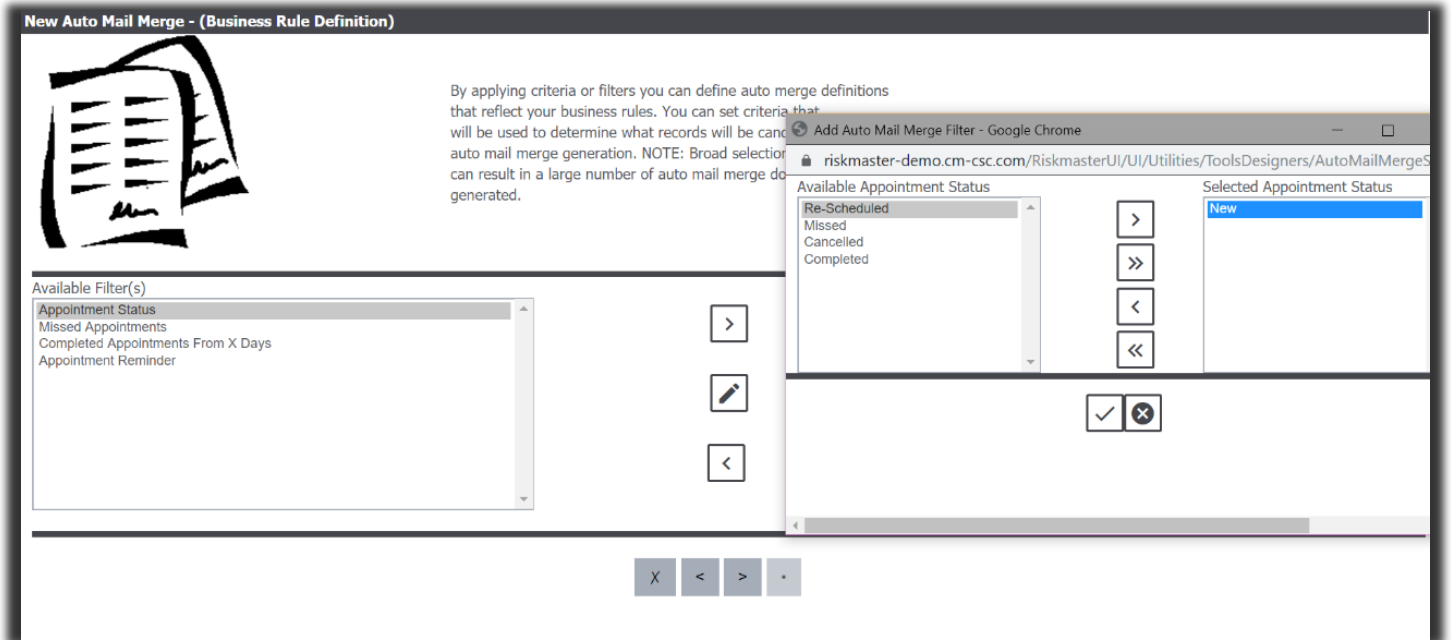 New Auto Mail Merge - (Business Rule Definition)
By applying criteria or filters you can define auto merge definitions
that reflect your business rules. You can set criteria that
will be used to determine what records will be
auto mail merge generation. NOTE: Broad
can result in a large number of auto mail merge
generated.
Available Filter(s)
Appointment Status
Missed Appointments
Completed Appointments From X Days
Appointment Reminder
Add Auto Mail Merge Filter - Google Chrome
riskmaster-demo.cm-csc.com/RiskmasterUI/UI/Utilities/ToolsDesigners/AutoMailMergeS
Available Appointment Status
Re-Scheduled
Missed
Cancelled
Completed
Selected Appointment Status
New
X < >